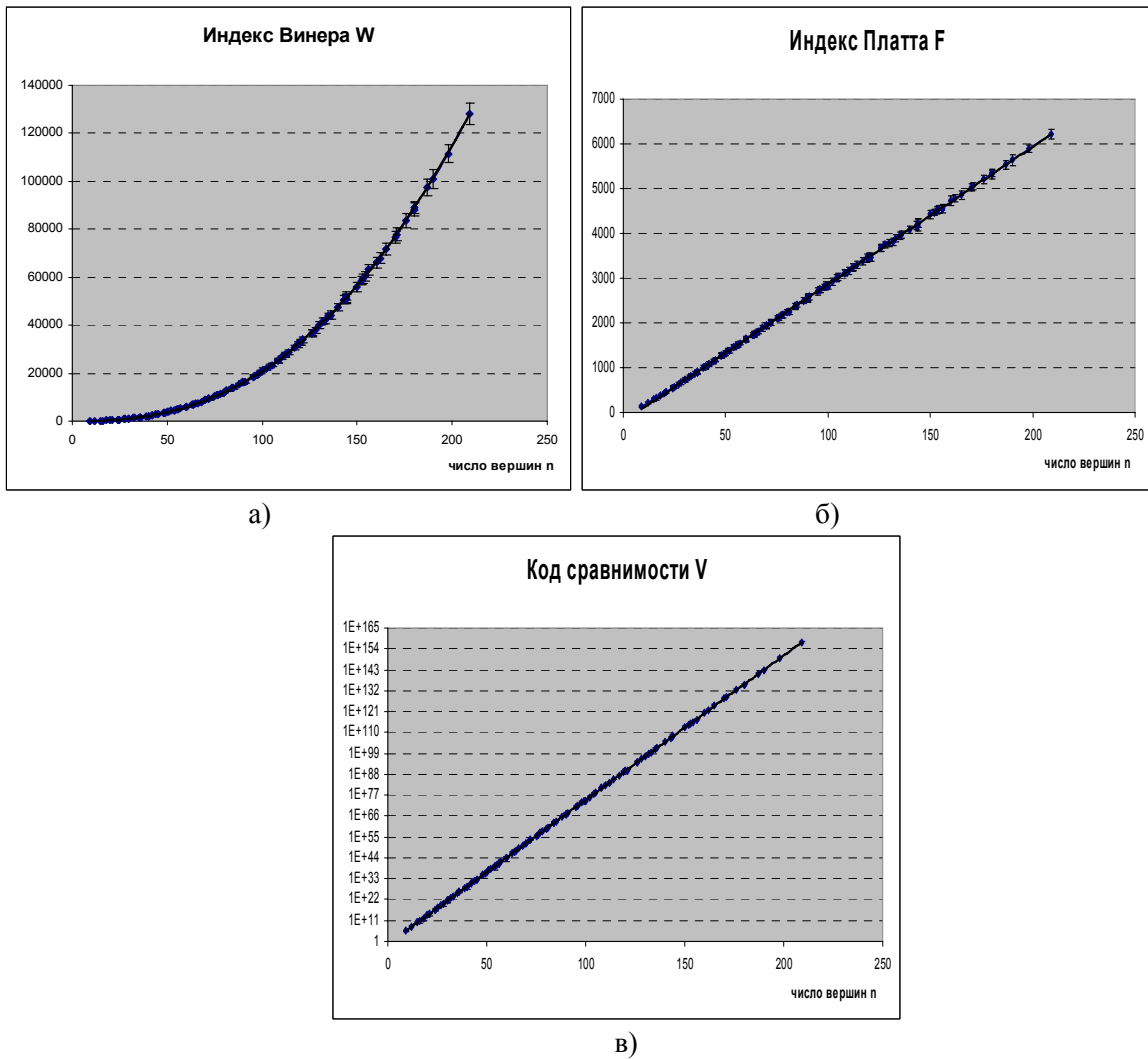 Индекс Винера W
140000
120000
100000
80000
60000
40000
20000
0
0 50 100 150 200 250
число вершин n
а)
Индекс Платта F
7000
6000
5000
4000
3000
2000
1000
0
0 50 100 150 200 250
число вершин n
б)
Код сравнимости V
1E+165
1E+154
1E+143
1E+132
1E+121
1E+110
1E+99
1E+88
1E+77
1E+66
1E+55
1E+44
1E+33
1E+22
1E+11
1
0 50 100 150 200 250
число вершин n
в)